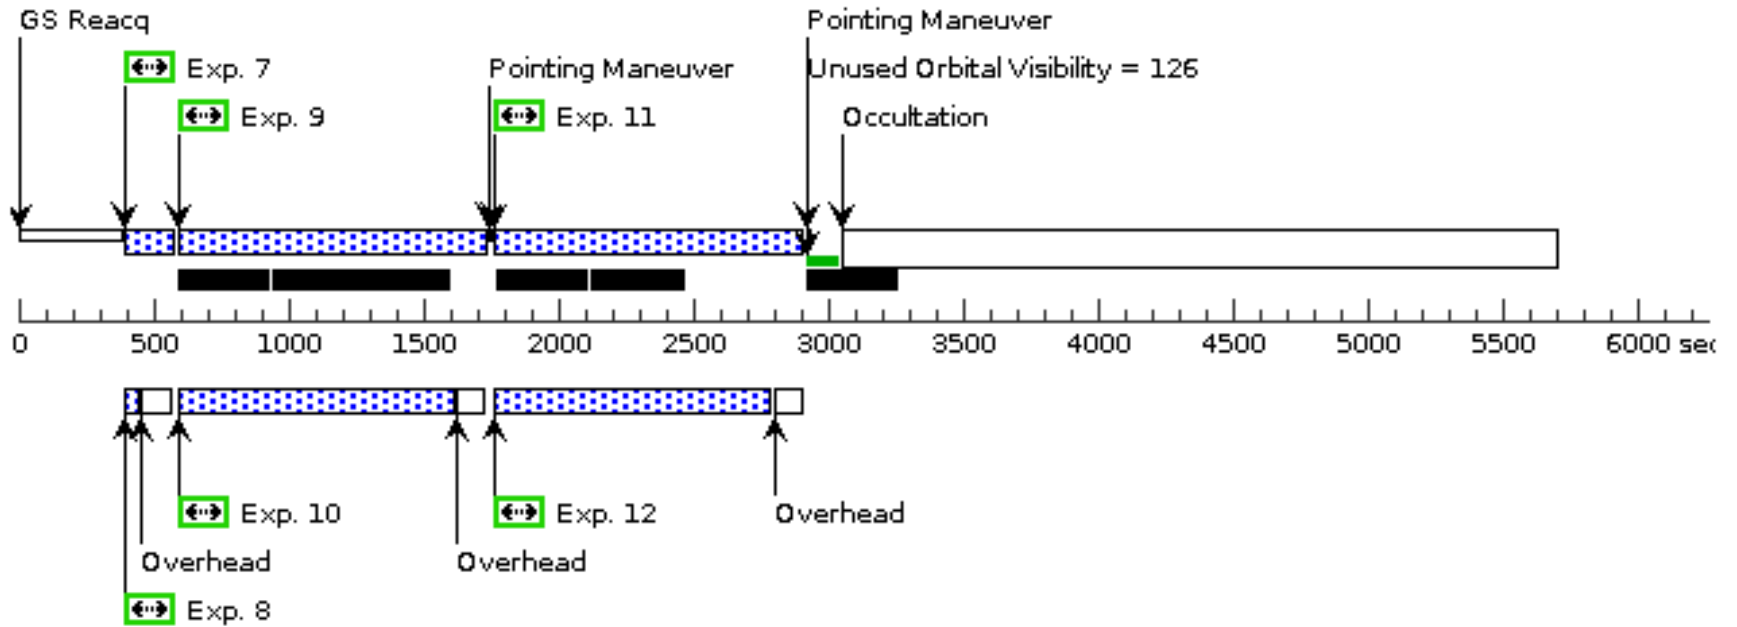 GS Reacq
Pointing Maneuver
Exp. 7
Pointing Maneuver
Unused Orbital Visibility = 126
Exp. 9
Exp. 11
Occultation
0 500 1000 1500 2000 2500 3000 3500 4000 4500 5000 5500 6000 sec
Exp. 10
Exp. 12
Overhead
Overhead
Overhead
Exp. 8